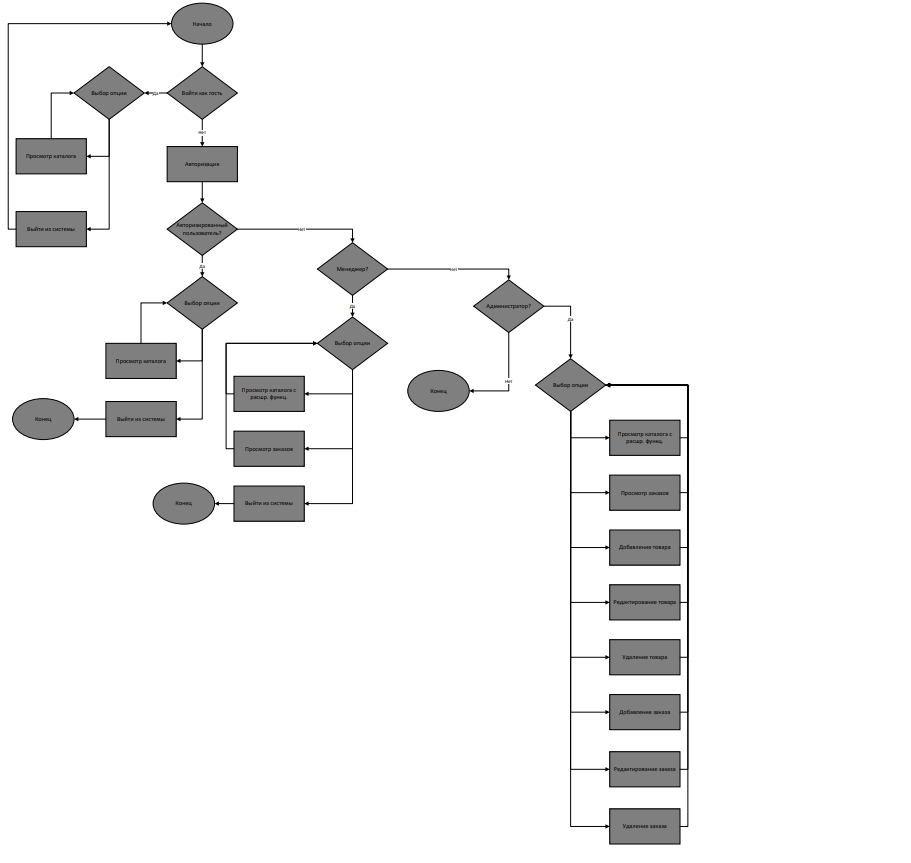 Начало
Выбор опции
Да
Войти как гость
Нет
Просмотр каталога
Авторизация
Выйти из системы
Авторизированный
пользователь?
Нет
Менеджер?
Нет
Да
Выбор опции
Да
Администратор?
Да
Просмотр каталога
Выбор опции
Нет
Конец
Выбор опции
Просмотр каталога с
расшр. функц.
Конец
Выйти из системы
Просмотр каталога с
расшр. функц.
Просмотр заказов
Просмотр заказов
Конец
Выйти из системы
Добавление товара
Редактирование товара
Удаление товара
Добавление заказа
Редактирование заказа
Удаление заказа